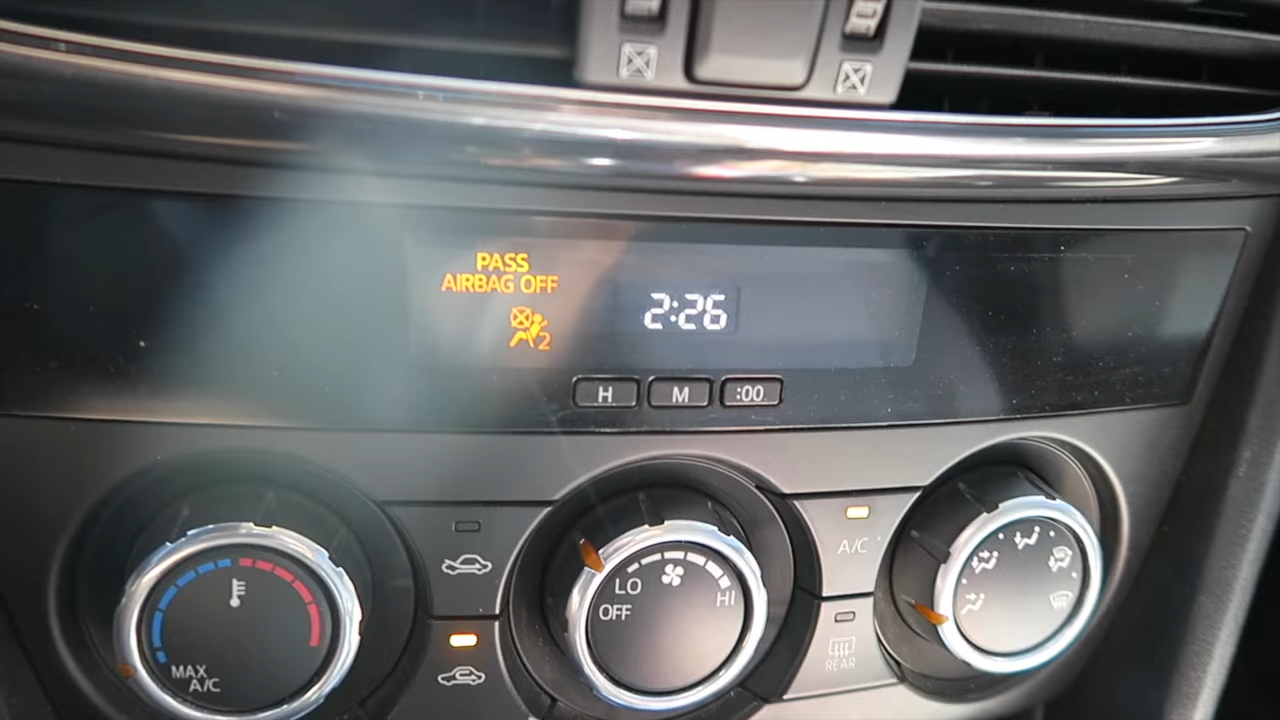 PASS
AIRBAG OFF
2
2:26
H M :00
LO
OFF
HI
A/C
MAX
A/C
REAR